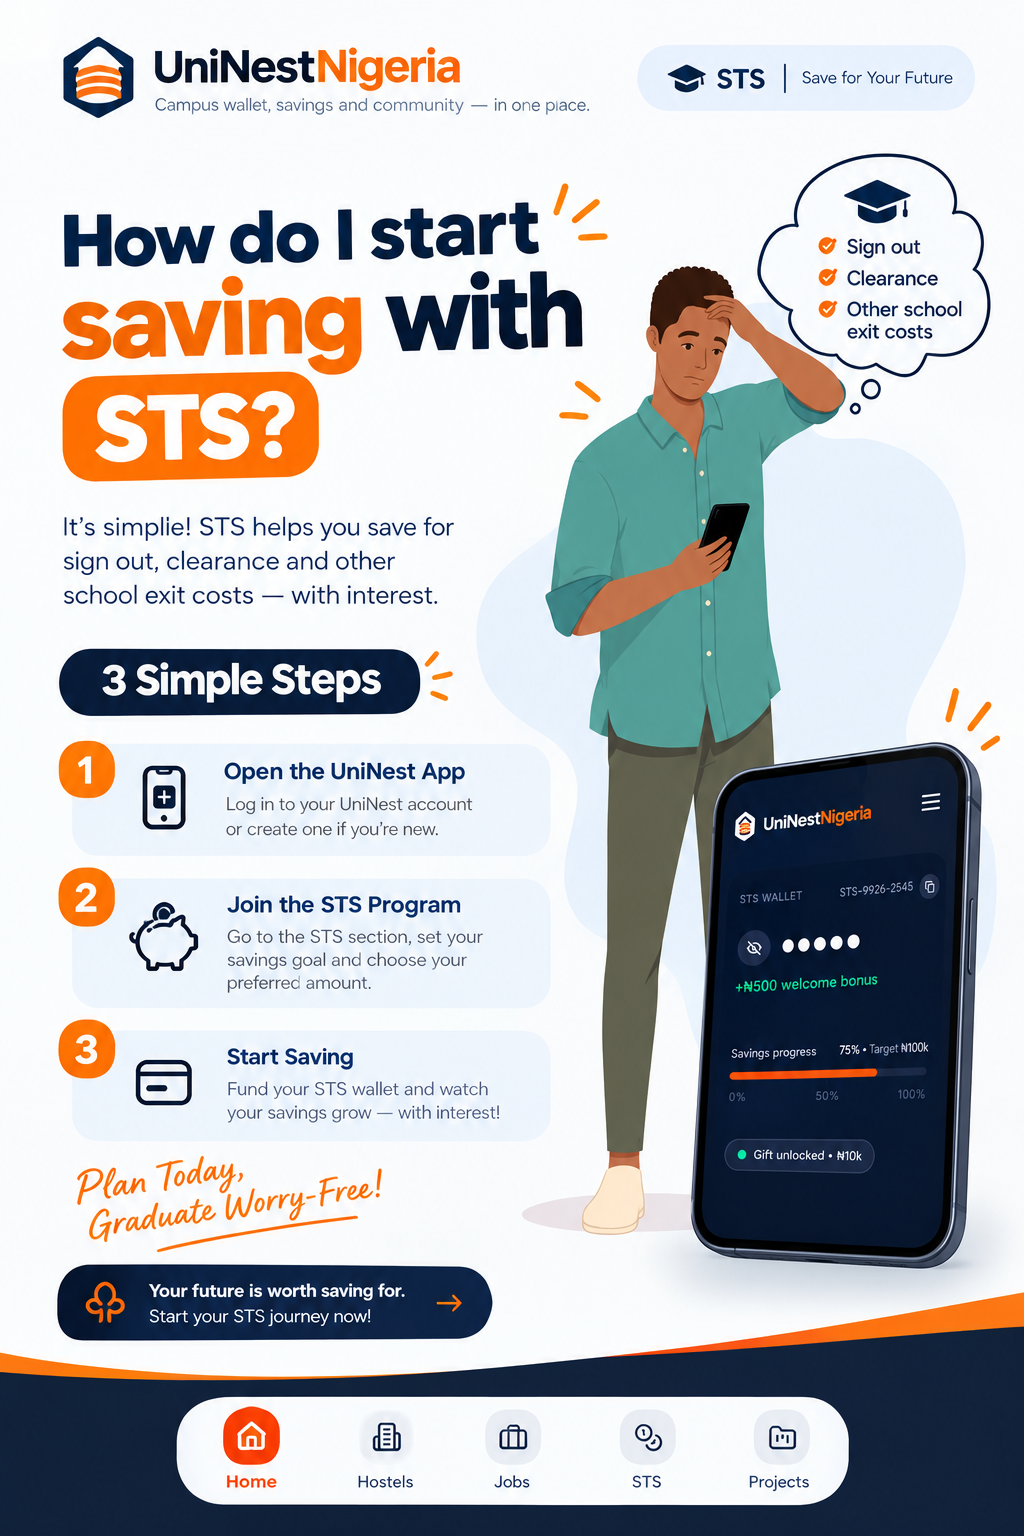 UniNestNigeria
Campus wallet, savings and community — in one place.
STS | Save for Your Future
How do I start
saving with
STS?
Sign out
Clearance
Other school
exit costs
It's simplie! STS helps you save for
sign out, clearance and other
school exit costs — with interest.
3 Simple Steps
1
Open the UniNest App
Log in to your UniNest account
or create one if you're new.
2
Join the STS Program
Go to the STS section, set your
savings goal and choose your
preferred amount.
3
Start Saving
Fund your STS wallet and watch
your savings grow — with interest!
Plan Today,
Graduate Worry-Free!
Your future is worth saving for.
Start your STS journey now!
UniNestNigeria
STS WALLET STS-9926-2545
+₦500 welcome bonus
Savings progress 75% • Target ₦100k
0% 50% 100%
Gift unlocked • ₦10k
Home Hostels Jobs STS Projects